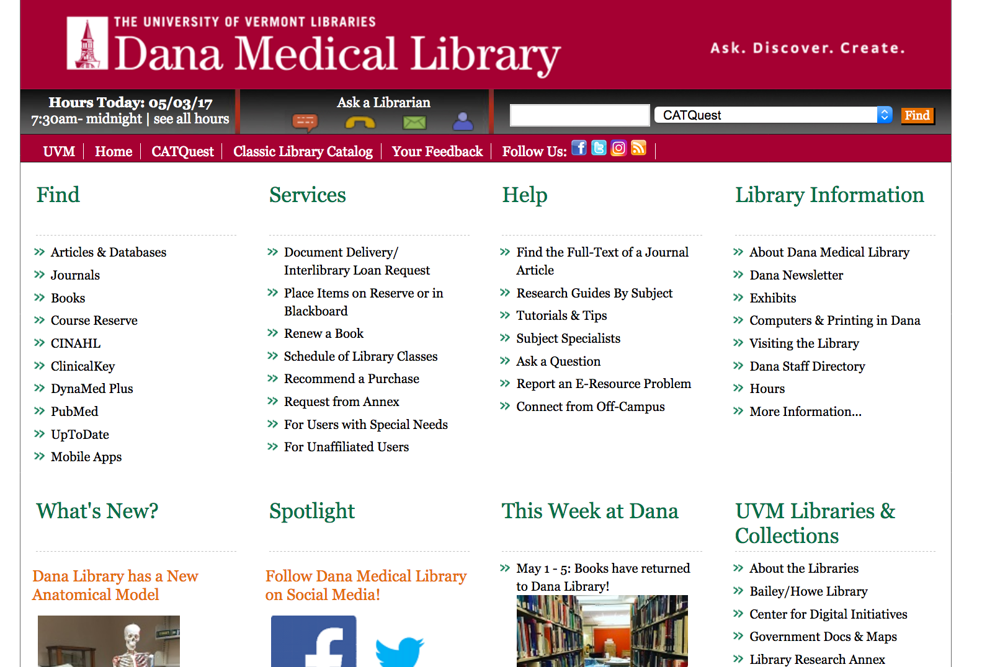 THE UNIVERSITY OF VERMONT LIBRARIES
Dana Medical Library
Ask. Discover. Create.
Hours Today: 05/03/17
7:30am- midnight | see all hours
Ask a Librarian
CATQuest
Find
UVM
Home
CATQuest
Classic Library Catalog
Your Feedback
Follow Us:
Find
Articles & Databases
Journals
Books
Course Reserve
CINAHL
ClinicalKey
DynaMed Plus
PubMed
UpToDate
Mobile Apps
Services
Document Delivery/
Interlibrary Loan Request
Place Items on Reserve or in
Blackboard
Renew a Book
Schedule of Library Classes
Recommend a Purchase
Request from Annex
For Users with Special Needs
For Unaffiliated Users
Help
Find the Full-Text of a Journal
Article
Research Guides By Subject
Tutorials & Tips
Subject Specialists
Ask a Question
Report an E-Resource Problem
Connect from Off-Campus
Library Information
About Dana Medical Library
Dana Newsletter
Exhibits
Computers & Printing in Dana
Visiting the Library
Dana Staff Directory
Hours
More Information...
What's New?
Dana Library has a New
Anatomical Model
Spotlight
Follow Dana Medical Library
on Social Media!
This Week at Dana
May 1 - 5: Books have returned
to Dana Library!
UVM Libraries &
Collections
About the Libraries
Bailey/Howe Library
Center for Digital Initiatives
Government Docs & Maps
Library Research Annex